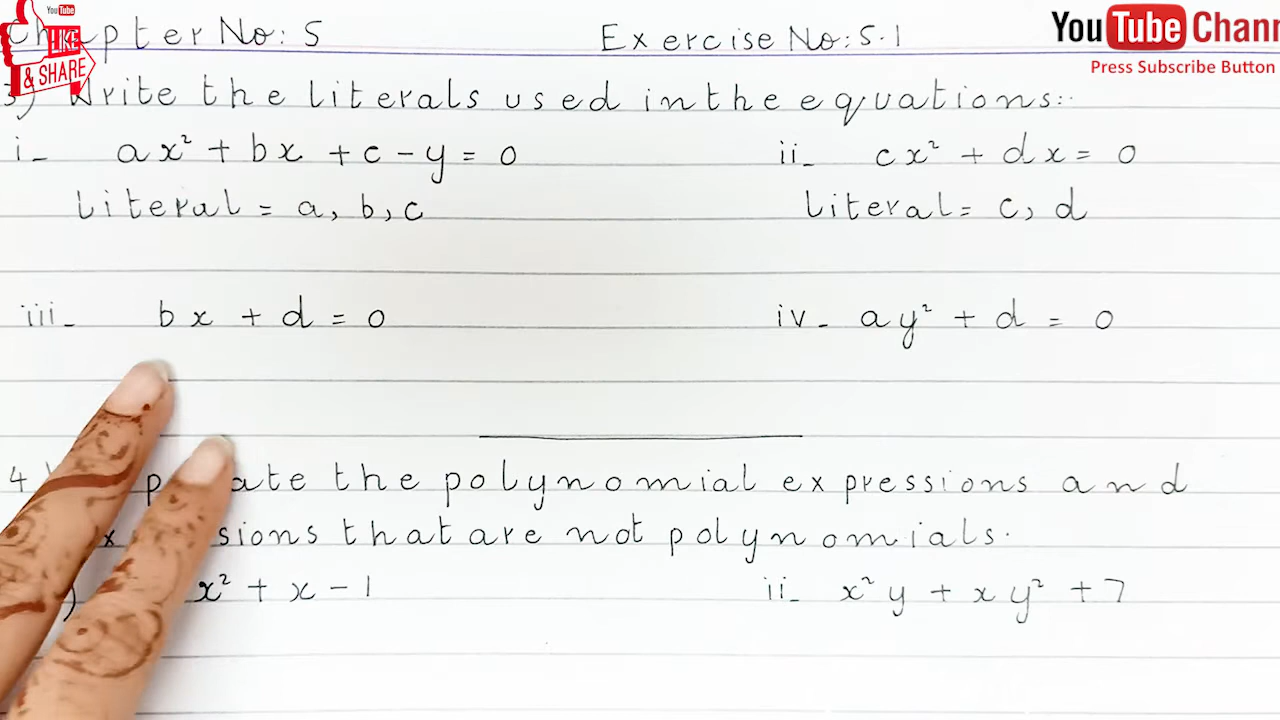 YouTube
LIKE
& SHARE
YouTube Chann
Press Subscribe Button
Chapter No: 5 Exercise No: 5.1
3) Write the literals used in the equations:-
i- ax² + bx + c - y = 0 ii- cx² + dx = 0
Literal = a, b, c Literal = c, d
iii- bx + d = 0 iv- ay² + d = 0
4 the polynomial expressions and
that are not polynomials.
x² + x - 1 ii- x²y + xy² + 7